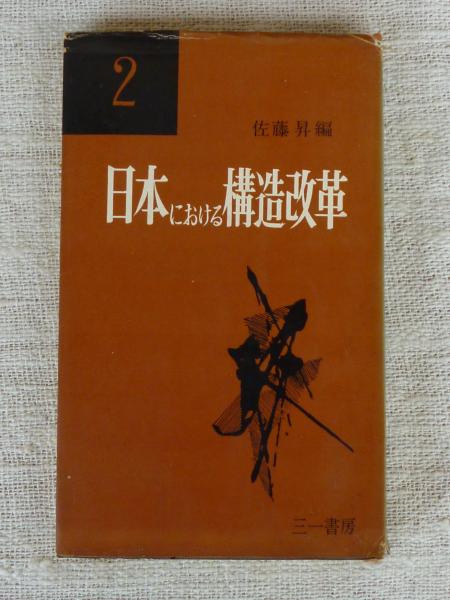 2
佐藤昇編
日本における構造改革
三一書房